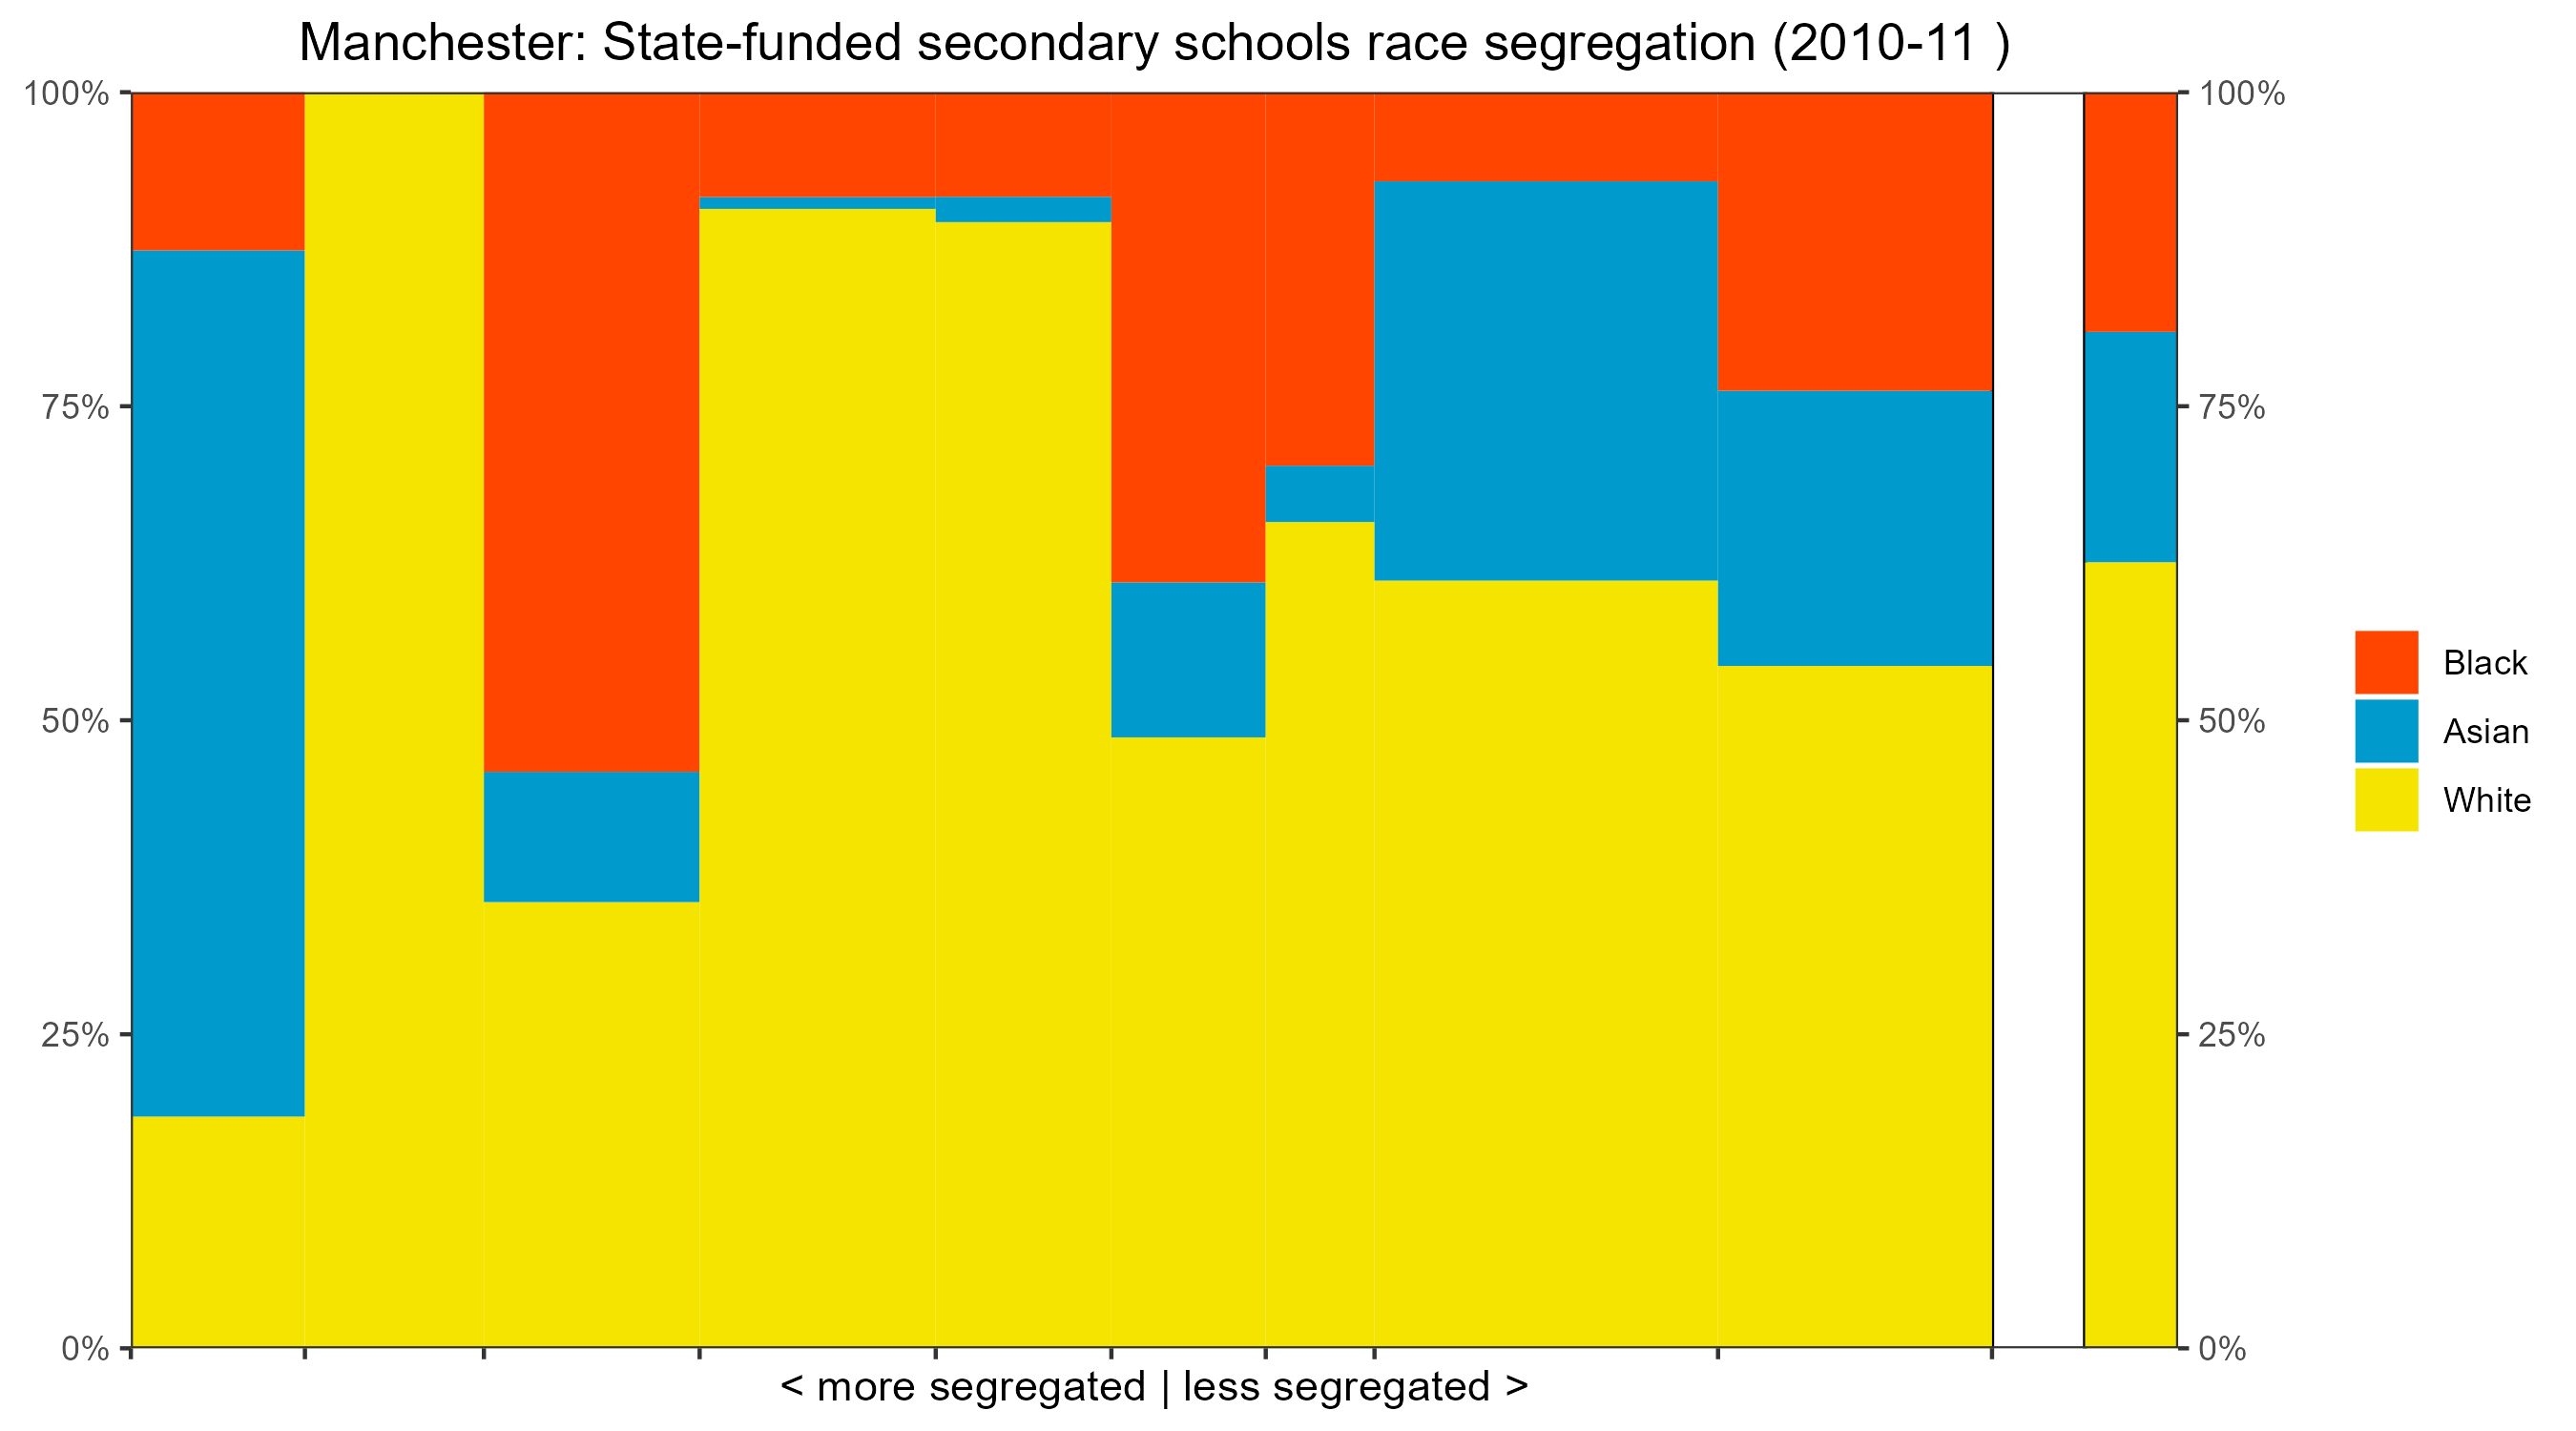 Manchester: State-funded secondary schools race segregation (2010-11 )
100%
75%
50%
25%
0%
100%
75%
50%
25%
0%
Black
Asian
White
< more segregated | less segregated >